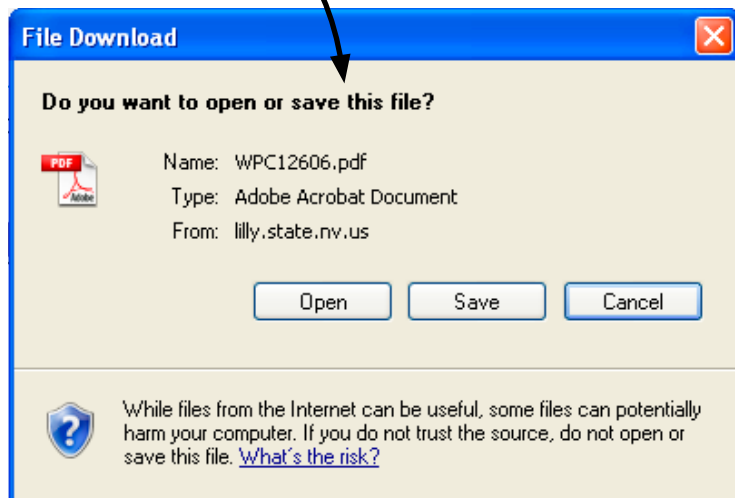 File Download
Do you want to open or save this file?
PDF
Adobe
Name: WPC12606.pdf
Type: Adobe Acrobat Document
From: lilly.state.nv.us
Open Save Cancel
While files from the Internet can be useful, some files can potentially
harm your computer. If you do not trust the source, do not open or
save this file. What's the risk?